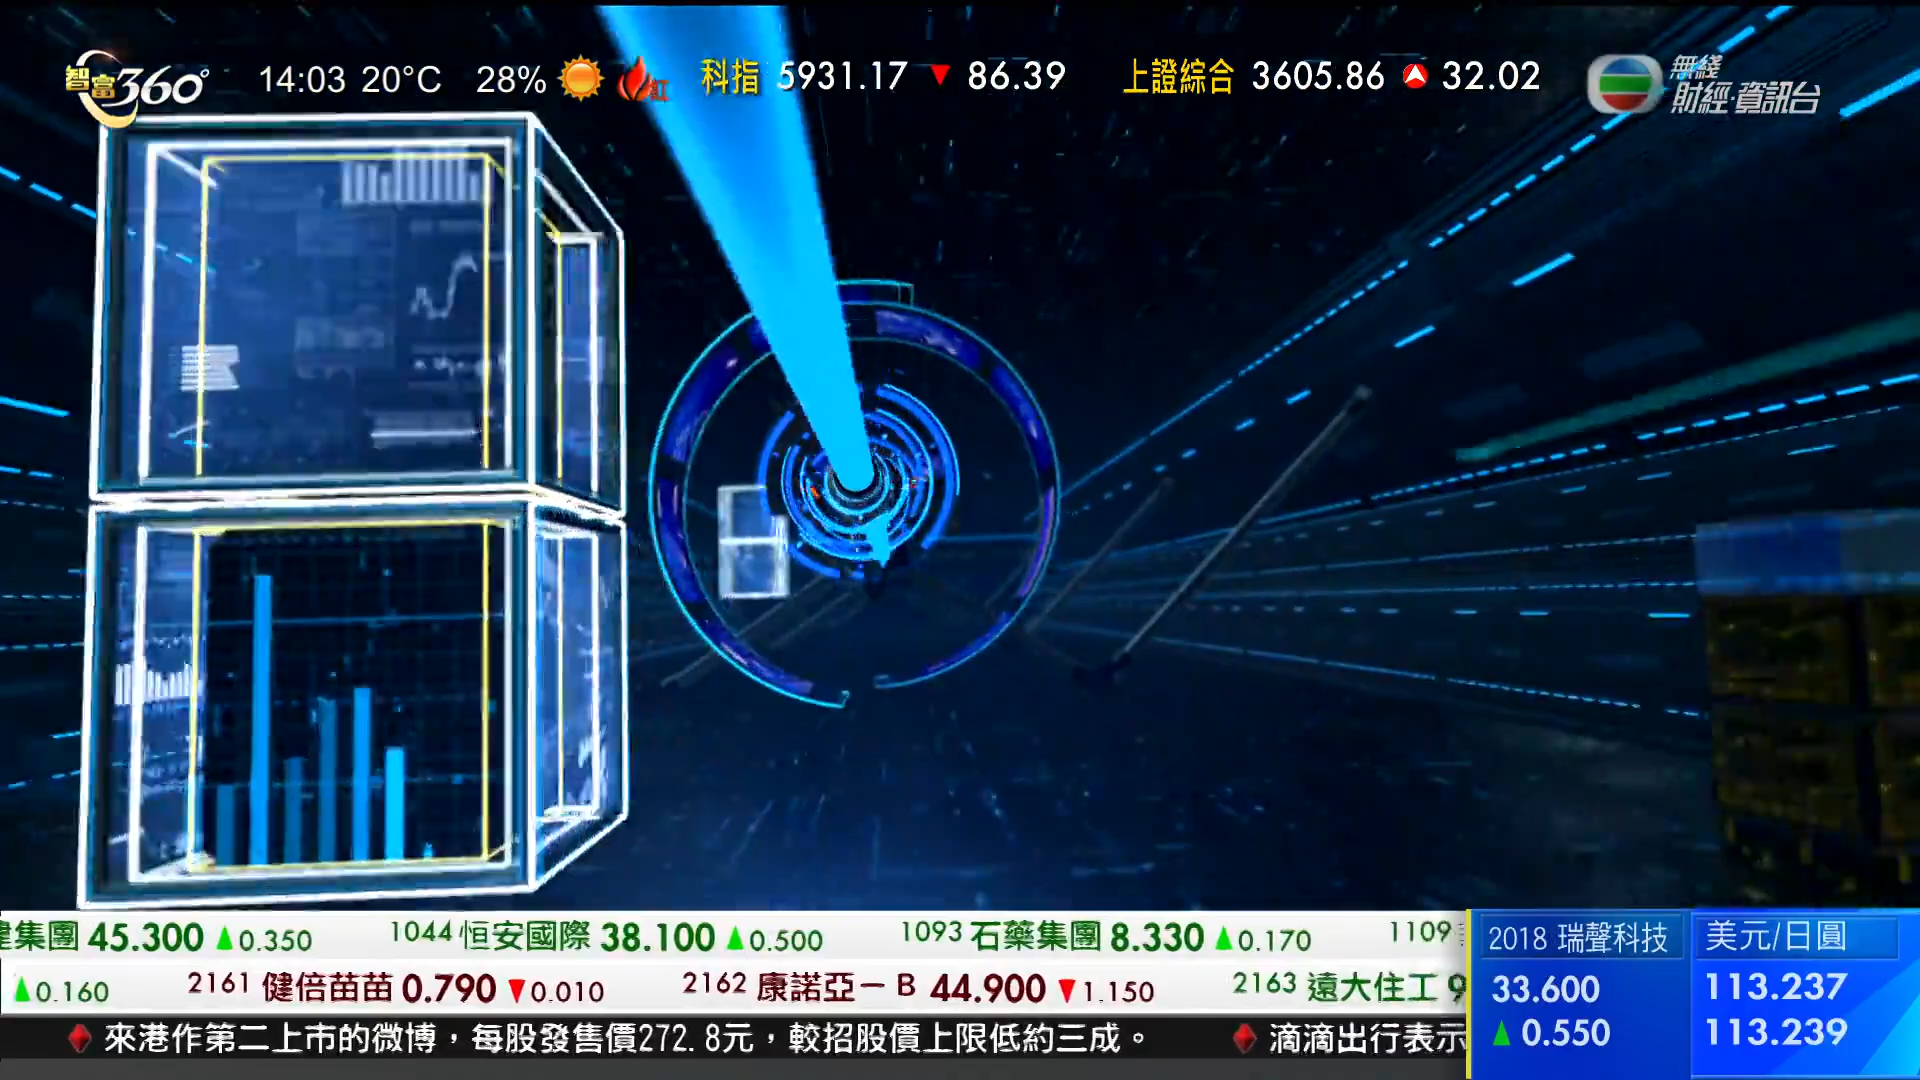 智富360° 14:03 20°C 28% 紅 科指 5931.17 ▼ 86.39 上證綜合 3605.86 ▲ 32.02
無綫
財經·資訊台
集團 45.300 ▲0.350 1044 恒安國際 38.100 ▲0.500 1093 石藥集團 8.330 ▲0.170 1109
▲0.160 2161 健倍苗苗 0.790 ▼0.010 2162 康諾亞－B 44.900 ▼1.150 2163 遠大住工 9
來港作第二上市的微博，每股發售價272.8元，較招股價上限低約三成。 滴滴出行表示
2018 瑞聲科技
33.600
▲ 0.550
美元/日圓
113.237
113.239